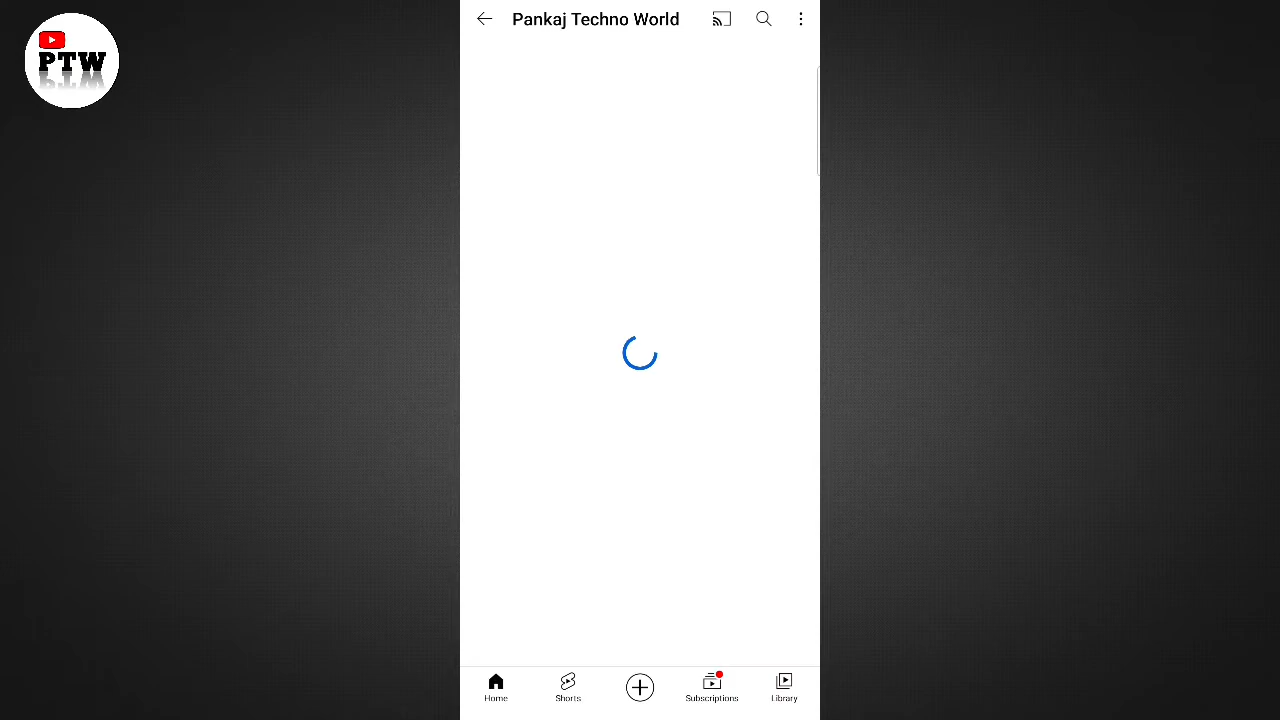 PTW
Pankaj Techno World
Home
Shorts
Subscriptions
Library